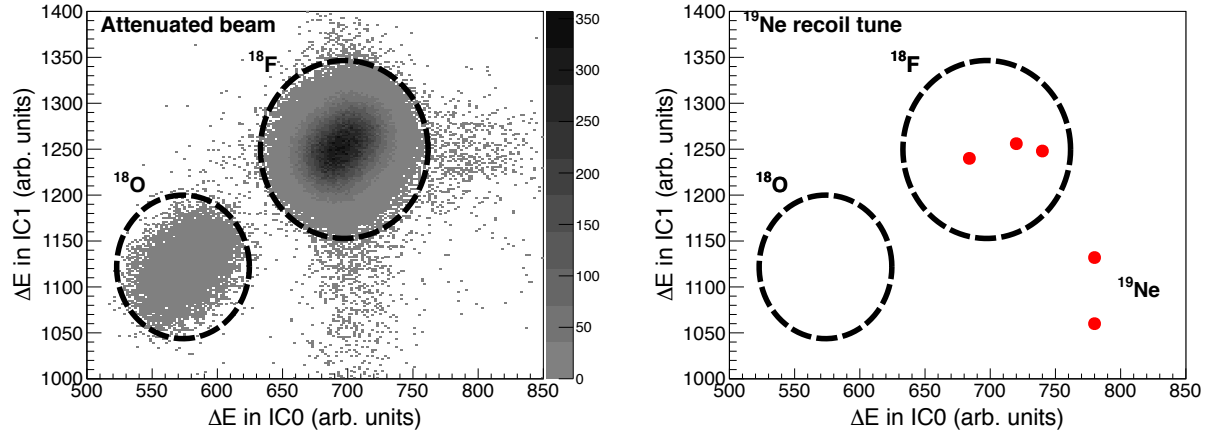 Attenuated beam
¹⁸F
¹⁸O
1400
1350
1300
1250
1200
1150
1100
1050
1000
500 550 600 650 700 750 800 850
ΔE in IC0 (arb. units)
ΔE in IC1 (arb. units)
350
300
250
200
150
100
50
0
¹⁹Ne recoil tune
¹⁸F
¹⁸O
¹⁹Ne
1400
1350
1300
1250
1200
1150
1100
1050
1000
500 550 600 650 700 750 800 850
ΔE in IC0 (arb. units)
ΔE in IC1 (arb. units)